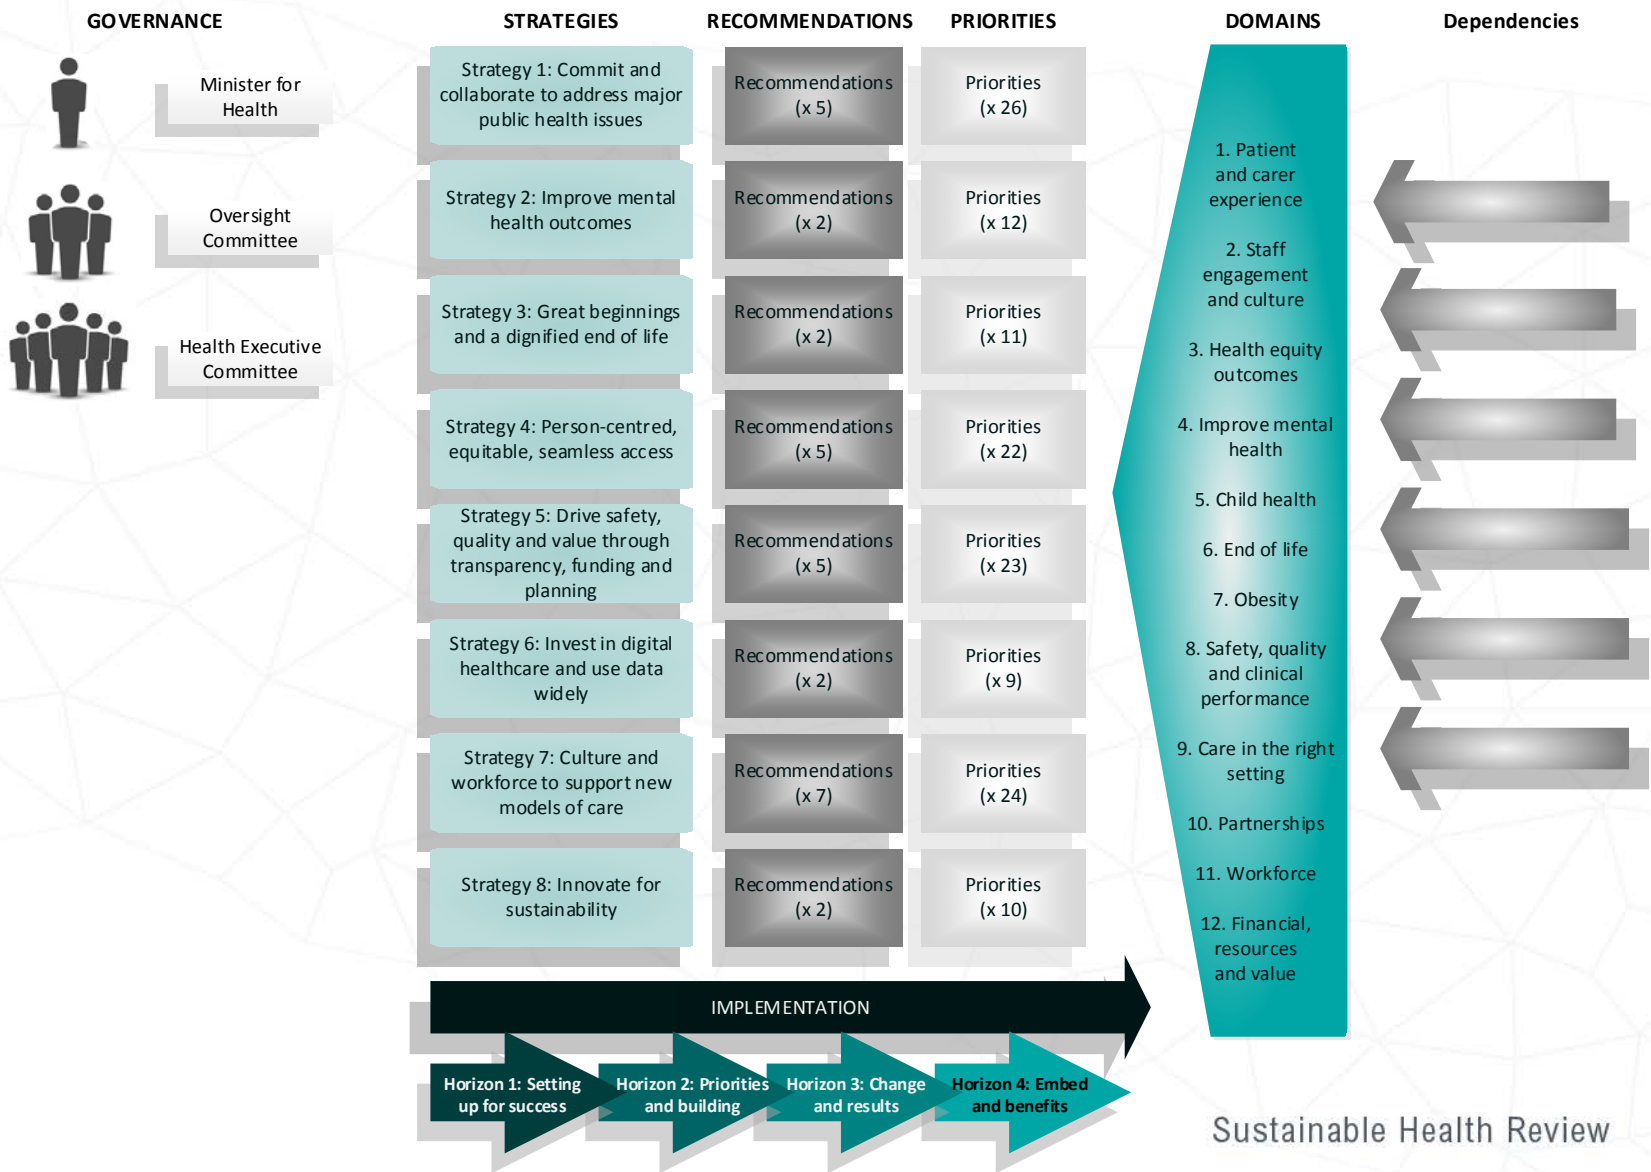 GOVERNANCE
STRATEGIES
RECOMMENDATIONS
PRIORITIES
DOMAINS
Dependencies
Minister for
Health
Oversight
Committee
Health Executive
Committee
Strategy 1: Commit and
collaborate to address major
public health issues
Recommendations
(x 5)
Priorities
(x 26)
Strategy 2: Improve mental
health outcomes
Recommendations
(x 2)
Priorities
(x 12)
Strategy 3: Great beginnings
and a dignified end of life
Recommendations
(x 2)
Priorities
(x 11)
Strategy 4: Person-centred,
equitable, seamless access
Recommendations
(x 5)
Priorities
(x 22)
Strategy 5: Drive safety,
quality and value through
transparency, funding and
planning
Recommendations
(x 5)
Priorities
(x 23)
Strategy 6: Invest in digital
healthcare and use data
widely
Recommendations
(x 2)
Priorities
(x 9)
Strategy 7: Culture and
workforce to support new
models of care
Recommendations
(x 7)
Priorities
(x 24)
Strategy 8: Innovate for
sustainability
Recommendations
(x 2)
Priorities
(x 10)
1. Patient
and carer
experience
2. Staff
engagement
and culture
3. Health equity
outcomes
4. Improve mental
health
5. Child health
6. End of life
7. Obesity
8. Safety, quality
and clinical
performance
9. Care in the right
setting
10. Partnerships
11. Workforce
12. Financial,
resources
and value
IMPLEMENTATION
Horizon 1: Setting
up for success
Horizon 2: Priorities
and building
Horizon 3: Change
and results
Horizon 4: Embed
and benefits
Sustainable Health Review